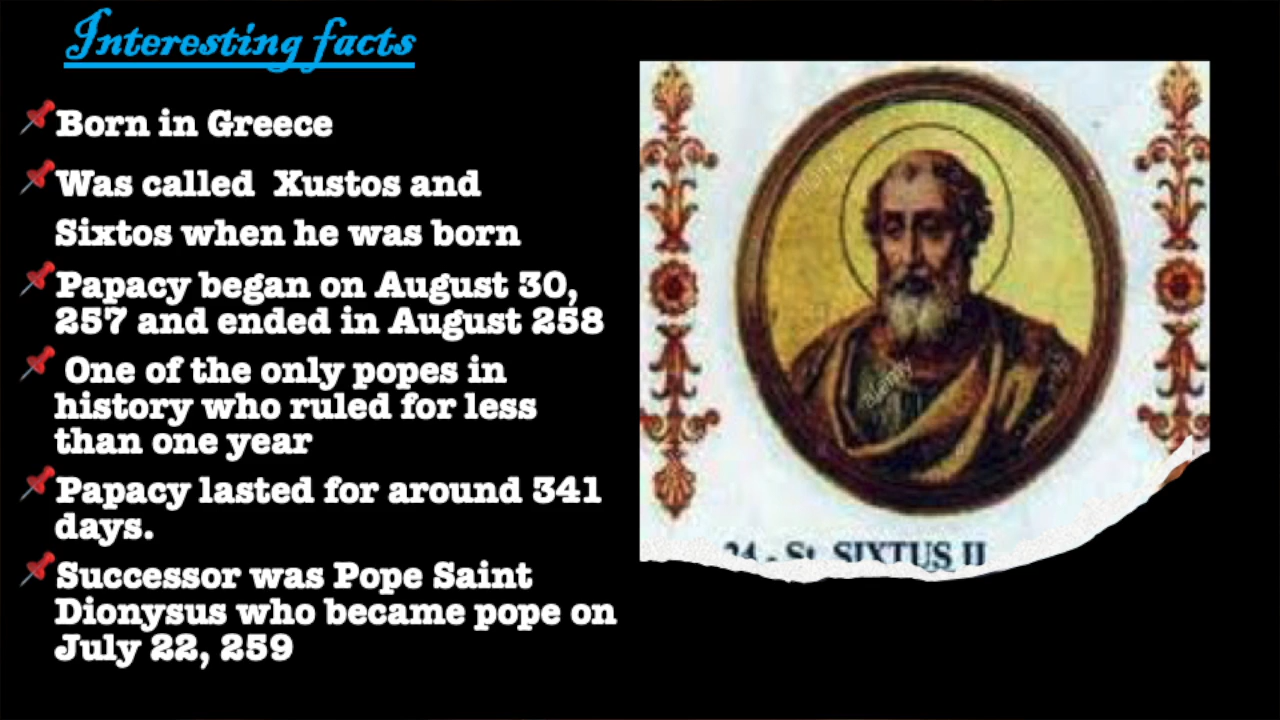 Interesting facts
Born in Greece
Was called Xustos and
Sixtos when he was born
Papacy began on August 30,
257 and ended in August 258
One of the only popes in
history who ruled for less
than one year
Papacy lasted for around 341
days.
Successor was Pope Saint
Dionysus who became pope on
July 22, 259
24 - St. SIXTUS II
alamy